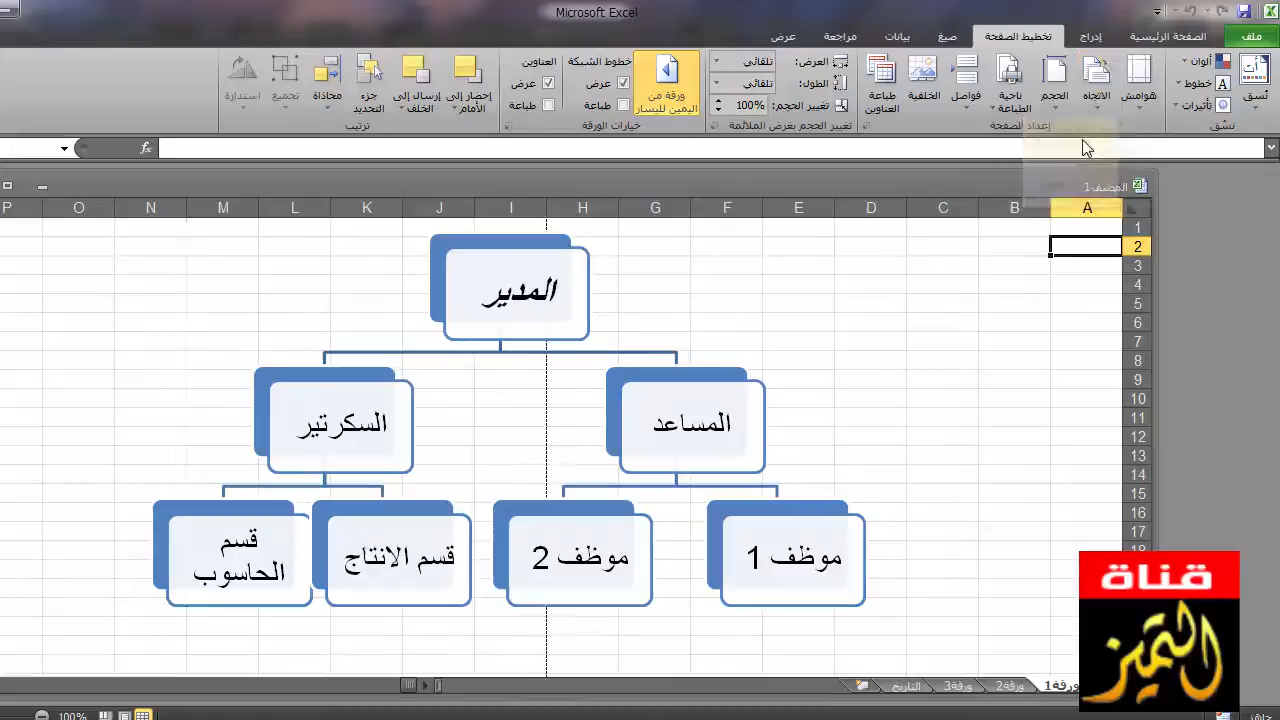 Microsoft Excel
ملف
الصفحة الرئيسية
إدراج
تخطيط الصفحة
صيغ
بيانات
مراجعة
عرض
نُسق
ألوان
خطوط
تأثيرات
نُسق
هوامش
الاتجاه
الحجم
ناحية الطباعة
فواصل
الخلفية
طباعة العناوين
إعداد الصفحة
العرض: تلقائي
الطول: تلقائي
تغيير الحجم: 100%
تغيير الحجم بغرض الملائمة
ورقة من اليمين لليسار
خطوط الشبكة
عرض
طباعة
العناوين
عرض
طباعة
خيارات الورقة
إحضار إلى الأمام
إرسال إلى الخلف
جزء التحديد
محاذاة
تجميع
استدارة
ترتيب
fx
المصنف1
A B C D E F G H I J K L M N O P
1
2
3
4
5
6
7
8
9
10
11
12
13
14
15
16
17
18
المدير
المساعد
السكرتير
موظف 1
موظف 2
قسم الانتاج
قسم
الحاسوب
ورقة1 ورقة2 ورقة3 التاريخ
100%
قناة
التميز